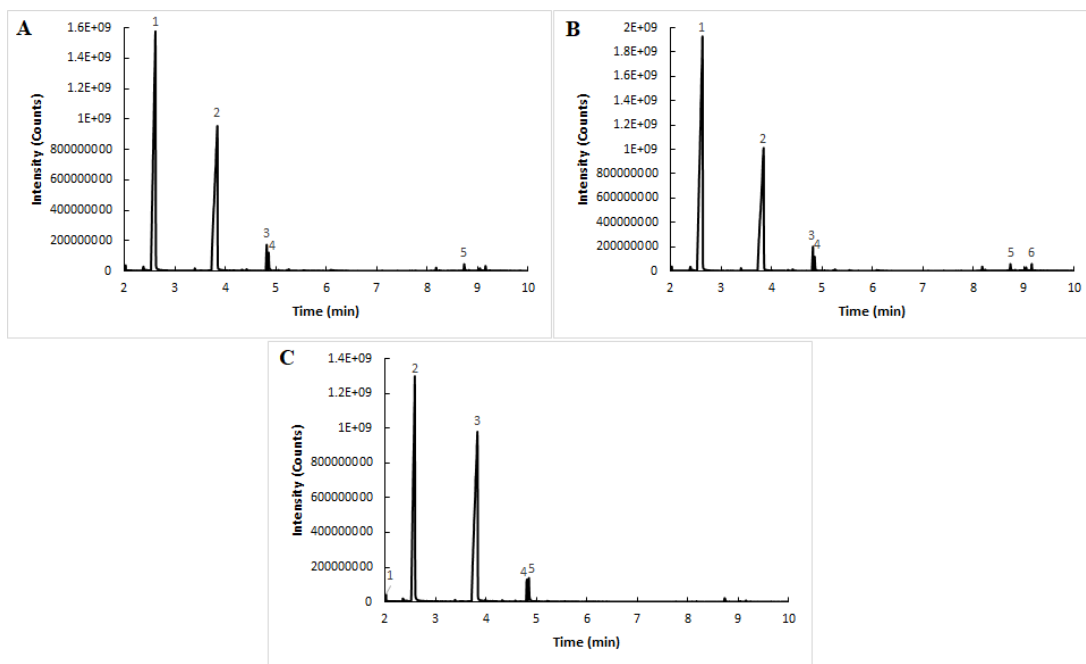 A
Intensity (Counts)
1.6E+09
1.4E+09
1.2E+09
1E+09
800000000
600000000
400000000
200000000
0
1
2
3
4
5
2 3 4 5 6 7 8 9 10
Time (min)
B
Intensity (Counts)
2E+09
1.8E+09
1.6E+09
1.4E+09
1.2E+09
1E+09
800000000
600000000
400000000
200000000
0
1
2
3
4
5 6
2 3 4 5 6 7 8 9 10
Time (min)
C
Intensity (Counts)
1.4E+09
1.2E+09
1E+09
800000000
600000000
400000000
200000000
0
1
2
3
4 5
2 3 4 5 6 7 8 9 10
Time (min)